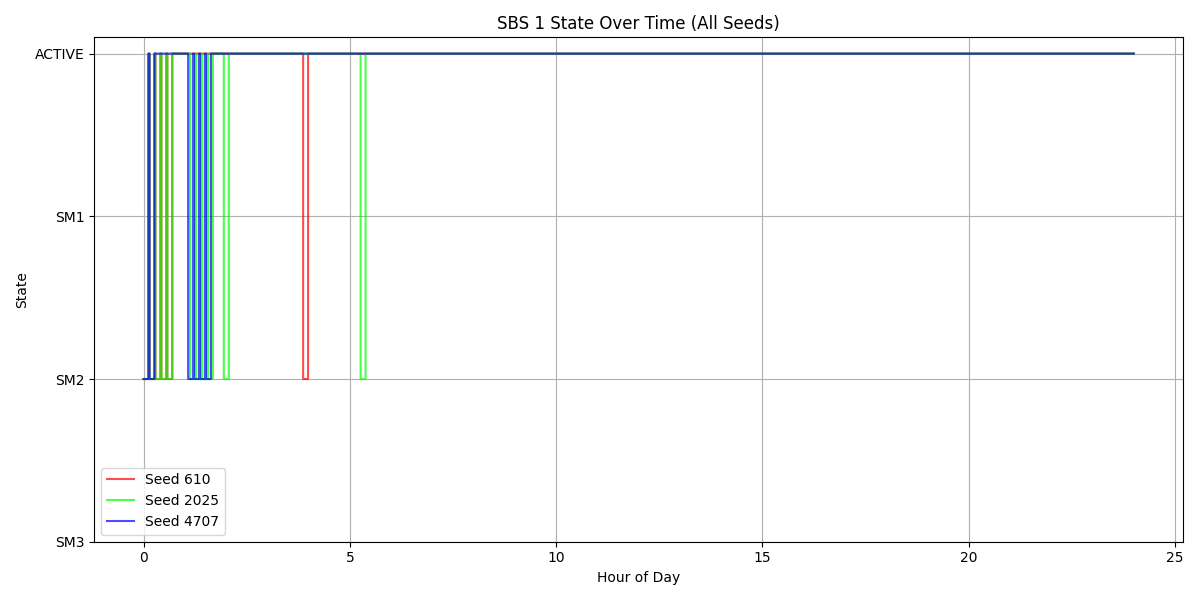 SBS 1 State Over Time (All Seeds)
ACTIVE
SM1
SM2
SM3
State
Seed 610
Seed 2025
Seed 4707
0 5 10 15 20 25
Hour of Day